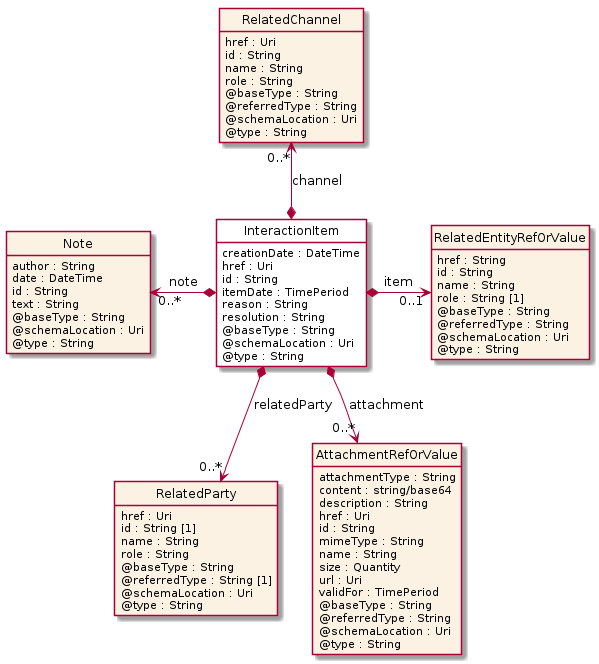 RelatedChannel
href : Uri
id : String
name : String
role : String
@baseType : String
@referredType : String
@schemaLocation : Uri
@type : String
0..*
channel
Note
author : String
date : DateTime
id : String
text : String
@baseType : String
@schemaLocation : Uri
@type : String
note
0..*
InteractionItem
creationDate : DateTime
href : Uri
id : String
itemDate : TimePeriod
reason : String
resolution : String
@baseType : String
@schemaLocation : Uri
@type : String
item
0..1
RelatedEntityRefOrValue
href : String
id : String
name : String
role : String [1]
@baseType : String
@referredType : String
@schemaLocation : Uri
@type : String
relatedParty
attachment
0..*
0..*
RelatedParty
href : Uri
id : String [1]
name : String
role : String
@baseType : String
@referredType : String [1]
@schemaLocation : Uri
@type : String
AttachmentRefOrValue
attachmentType : String
content : string/base64
description : String
href : Uri
id : String
mimeType : String
name : String
size : Quantity
url : Uri
validFor : TimePeriod
@baseType : String
@referredType : String
@schemaLocation : Uri
@type : String